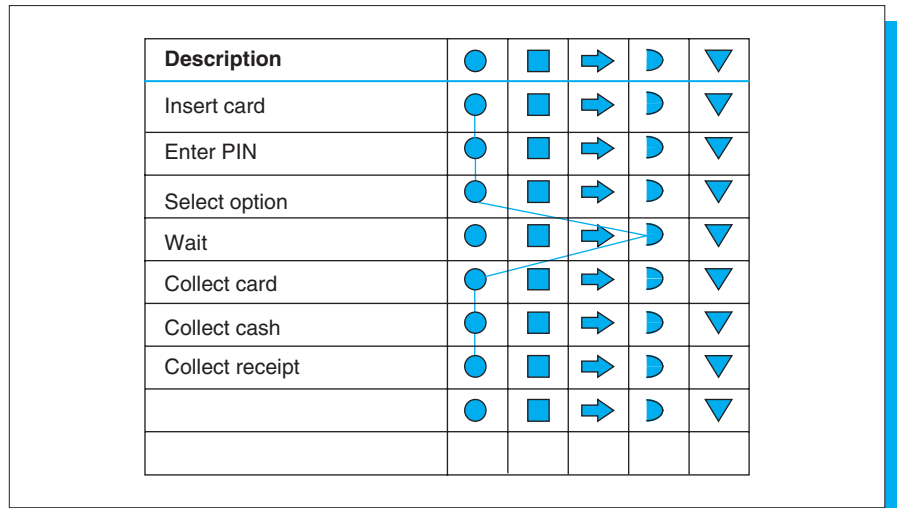 Description
Insert card
Enter PIN
Select option
Wait
Collect card
Collect cash
Collect receipt